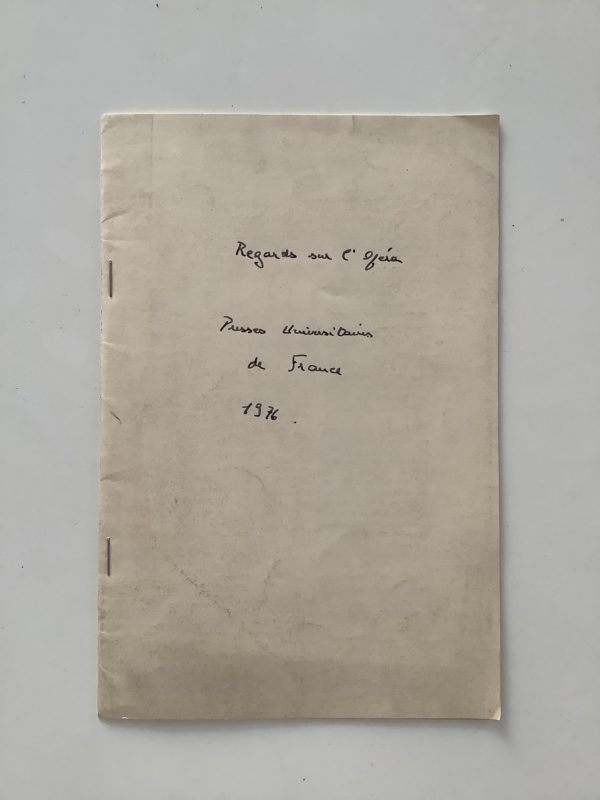 Regards sur l'Opéra
Presses Universitaires
de France
1976.